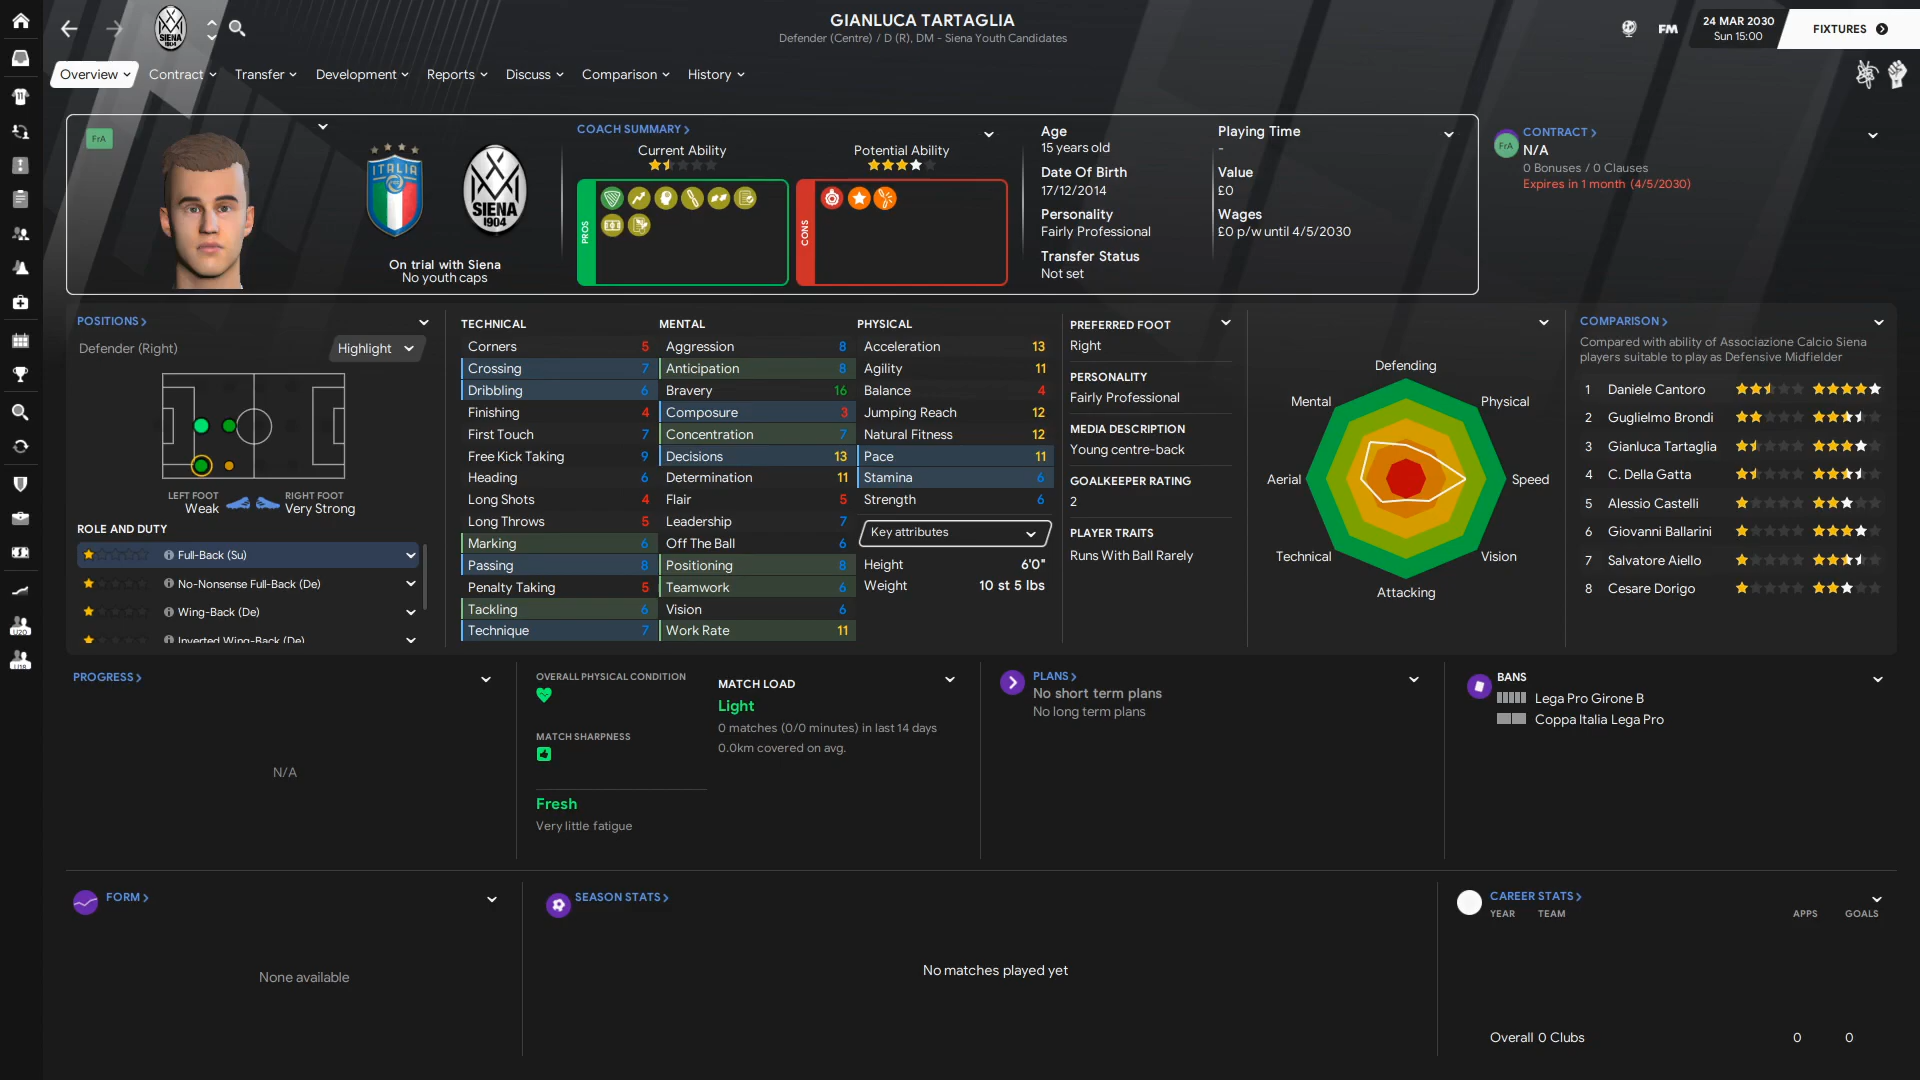 GIANLUCA TARTAGLIA
Defender (Centre) / D (R), DM - Siena Youth Candidates
SIENA
1904
FM
24 MAR 2030
Sun 15:00
FIXTURES
Overview
Contract
Transfer
Development
Reports
Discuss
Comparison
History
FrA
ITALIA
SIENA
1904
On trial with Siena
No youth caps
COACH SUMMARY
Current Ability
Potential Ability
PROS
CONS
Age
15 years old
Date Of Birth
17/12/2014
Personality
Fairly Professional
Transfer Status
Not set
Playing Time
-
Value
£0
Wages
£0 p/w until 4/5/2030
FrA
CONTRACT
N/A
0 Bonuses / 0 Clauses
Expires in 1 month (4/5/2030)
POSITIONS
Defender (Right)
Highlight
LEFT FOOT
Weak
RIGHT FOOT
Very Strong
ROLE AND DUTY
Full-Back (Su)
No-Nonsense Full-Back (De)
Wing-Back (De)
Inverted Wing-Back (De)
TECHNICAL
Corners 5
Crossing 7
Dribbling 6
Finishing 4
First Touch 7
Free Kick Taking 9
Heading 6
Long Shots 4
Long Throws 5
Marking 6
Passing 8
Penalty Taking 5
Tackling 6
Technique 7
MENTAL
Aggression 8
Anticipation 8
Bravery 16
Composure 3
Concentration 7
Decisions 13
Determination 11
Flair 5
Leadership 7
Off The Ball 6
Positioning 8
Teamwork 6
Vision 6
Work Rate 11
PHYSICAL
Acceleration 13
Agility 11
Balance 4
Jumping Reach 12
Natural Fitness 12
Pace 11
Stamina 6
Strength 6
Key attributes
Height 6'0"
Weight 10 st 5 lbs
PREFERRED FOOT
Right
PERSONALITY
Fairly Professional
MEDIA DESCRIPTION
Young centre-back
GOALKEEPER RATING
2
PLAYER TRAITS
Runs With Ball Rarely
Defending
Physical
Speed
Vision
Attacking
Technical
Aerial
Mental
COMPARISON
Compared with ability of Associazione Calcio Siena
players suitable to play as Defensive Midfielder
1 Daniele Cantoro
2 Guglielmo Brondi
3 Gianluca Tartaglia
4 C. Della Gatta
5 Alessio Castelli
6 Giovanni Ballarini
7 Salvatore Aiello
8 Cesare Dorigo
PROGRESS
N/A
OVERALL PHYSICAL CONDITION
MATCH SHARPNESS
Fresh
Very little fatigue
MATCH LOAD
Light
0 matches (0/0 minutes) in last 14 days
0.0km covered on avg.
PLANS
No short term plans
No long term plans
BANS
Lega Pro Girone B
Coppa Italia Lega Pro
FORM
None available
SEASON STATS
No matches played yet
CAREER STATS
YEAR TEAM APPS GOALS
Overall 0 Clubs 0 0
11
U20
U18